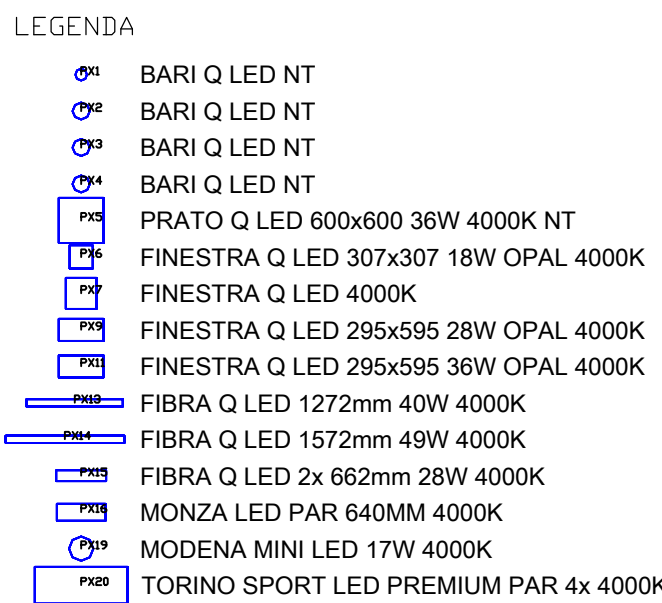 LEGENDA
PX1 BARI Q LED NT
PX2 BARI Q LED NT
PX3 BARI Q LED NT
PX4 BARI Q LED NT
PX5 PRATO Q LED 600x600 36W 4000K NT
PX6 FINESTRA Q LED 307x307 18W OPAL 4000K
PX7 FINESTRA Q LED 4000K
PX9 FINESTRA Q LED 295x595 28W OPAL 4000K
PX11 FINESTRA Q LED 295x595 36W OPAL 4000K
PX13 FIBRA Q LED 1272mm 40W 4000K
PX14 FIBRA Q LED 1572mm 49W 4000K
PX15 FIBRA Q LED 2x 662mm 28W 4000K
PX16 MONZA LED PAR 640MM 4000K
PX19 MODENA MINI LED 17W 4000K
PX20 TORINO SPORT LED PREMIUM PAR 4x 4000K